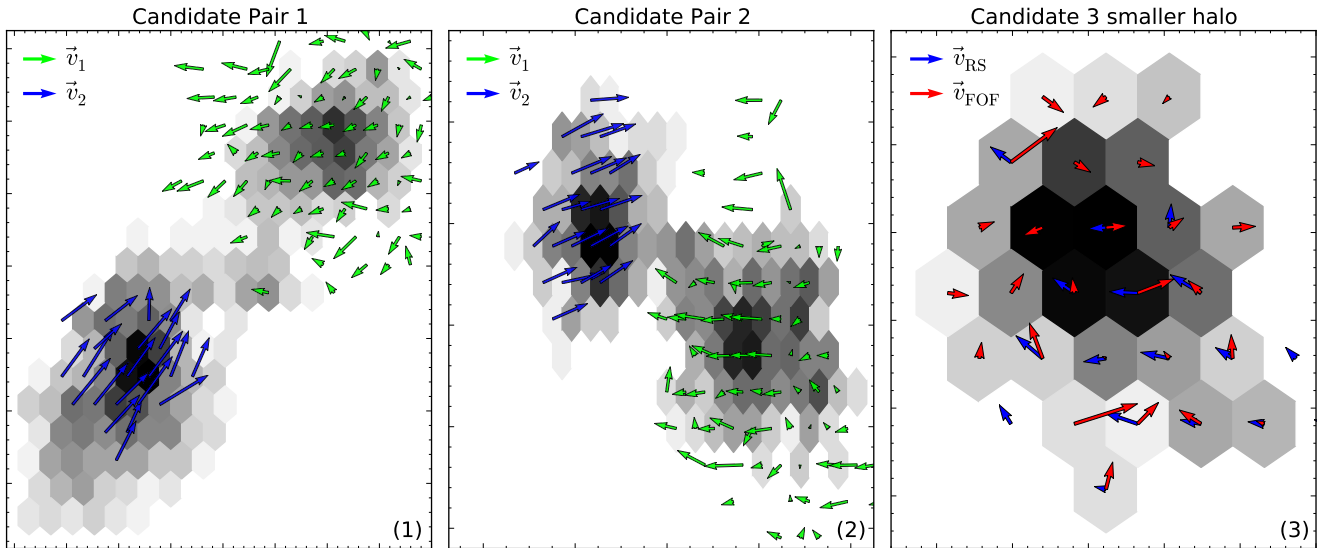 Candidate Pair 1
v⃗₁
v⃗₂
(1)
Candidate Pair 2
v⃗₁
v⃗₂
(2)
Candidate 3 smaller halo
v⃗RS
v⃗FOF
(3)